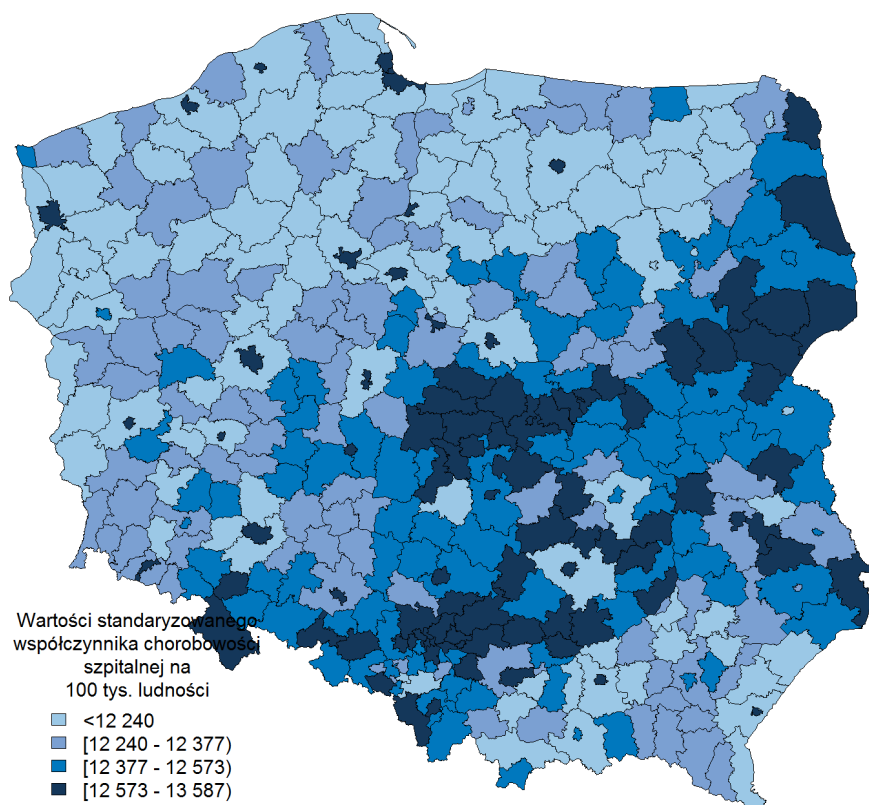 Wartości standaryzowanego
współczynnika chorobowości
szpitalnej na
100 tys. ludności
<12 240
[12 240 - 12 377)
[12 377 - 12 573)
[12 573 - 13 587)